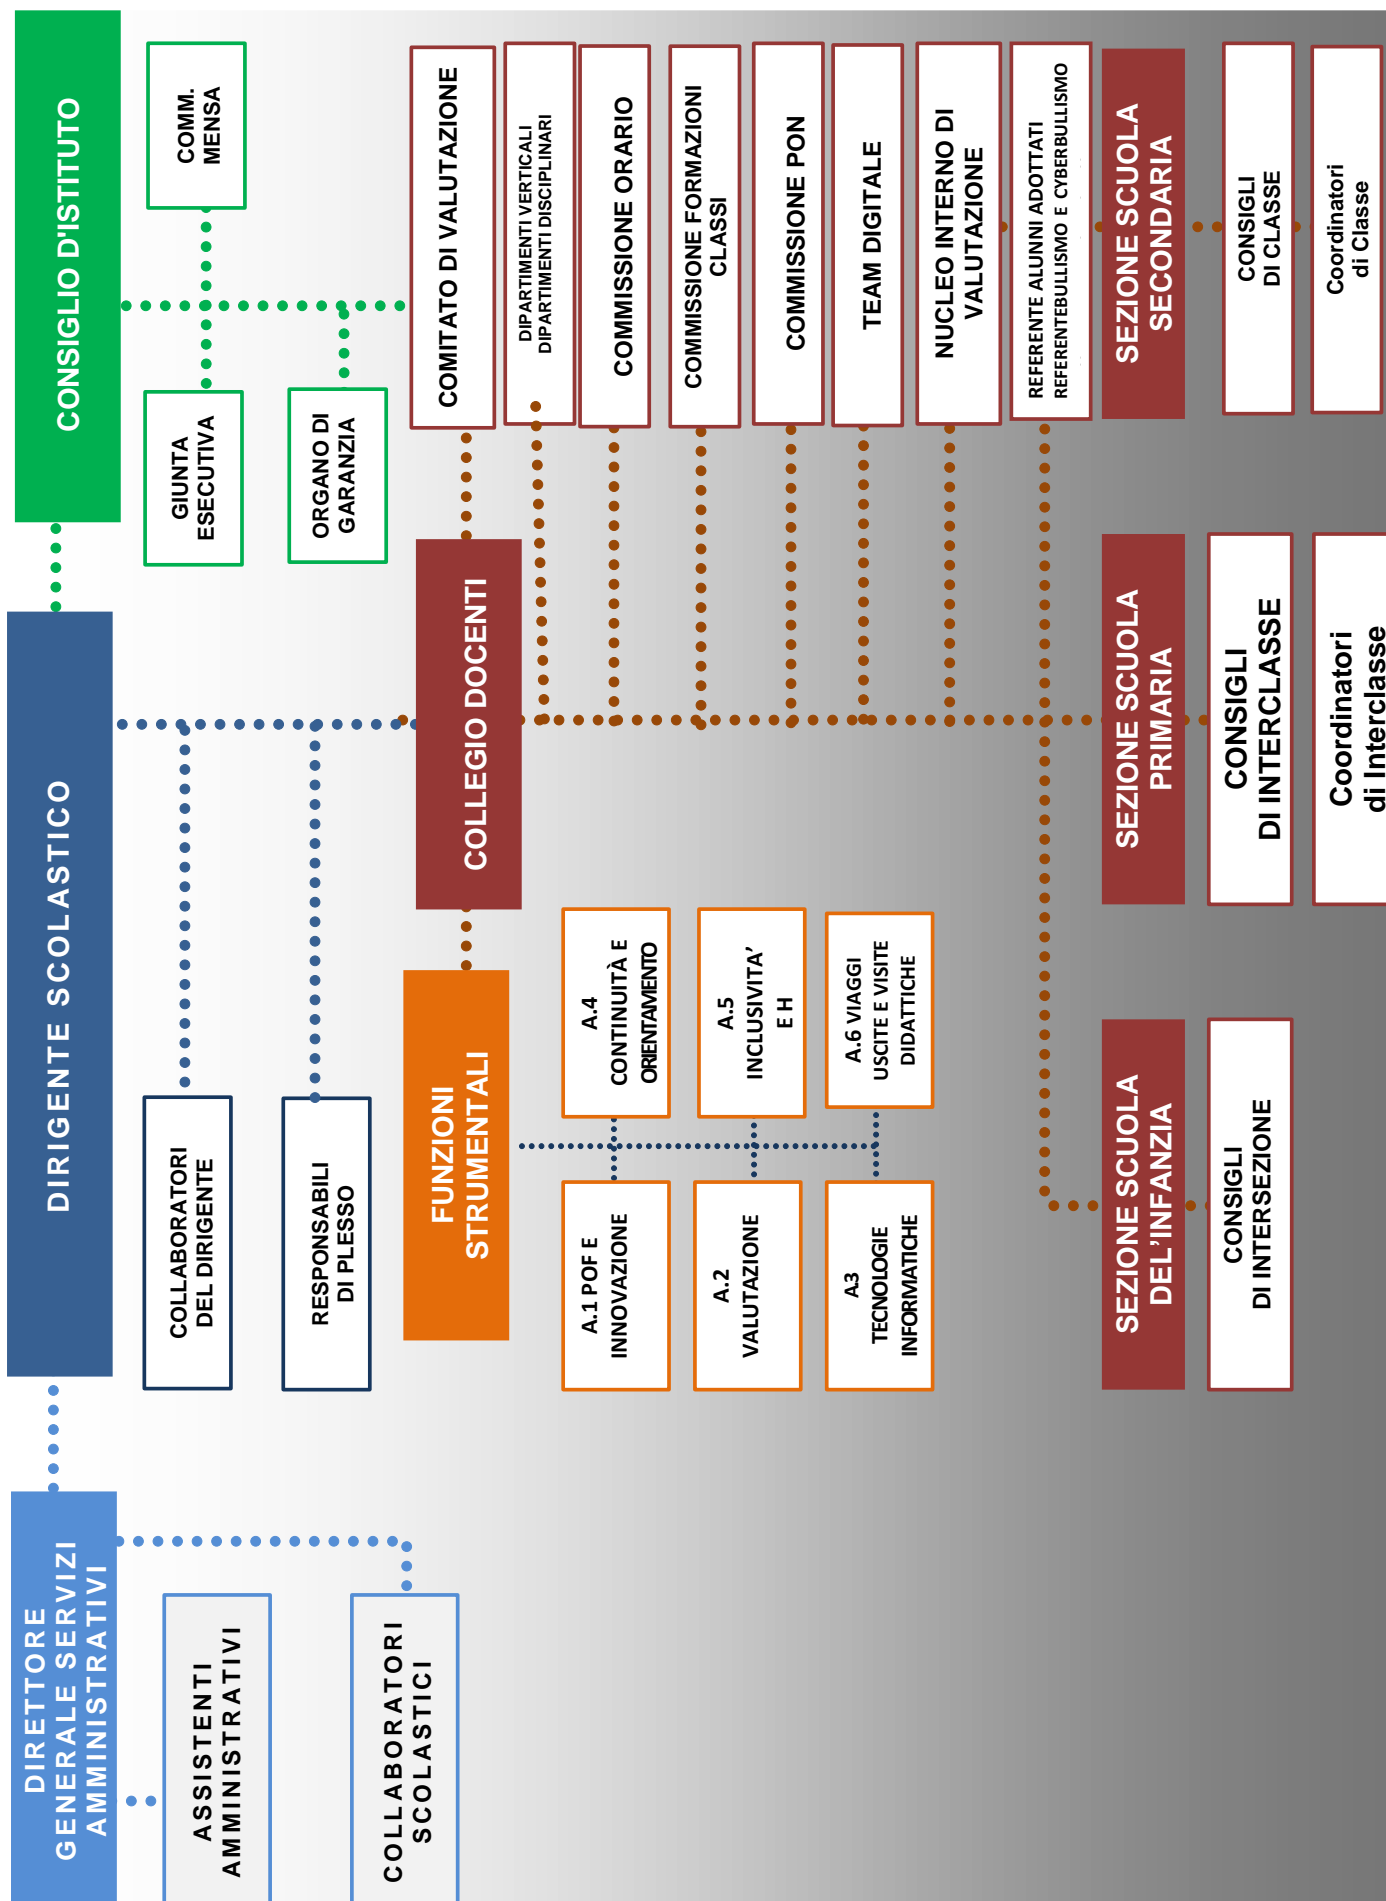 DIRETTORE
GENERALE SERVIZI
AMMINISTRATIVI
DIRIGENTE SCOLASTICO
CONSIGLIO D'ISTITUTO
ASSISTENTI
AMMINISTRATIVI
COLLABORATORI
SCOLASTICI
COLLABORATORI
DEL DIRIGENTE
RESPONSABILI
DI PLESSO
GIUNTA
ESECUTIVA
COMM.
MENSA
ORGANO DI
GARANZIA
FUNZIONI
STRUMENTALI
COLLEGIO DOCENTI
COMITATO DI VALUTAZIONE
DIPARTIMENTI VERTICALI
DIPARTIMENTI DISCIPLINARI
COMMISSIONE ORARIO
COMMISSIONE FORMAZIONI
CLASSI
COMMISSIONE PON
TEAM DIGITALE
NUCLEO INTERNO DI
VALUTAZIONE
REFERENTE ALUNNI ADOTTATI
REFERENTEBULLISMO E CYBERBULLISMO
A.1 POF E
INNOVAZIONE
A.4
CONTINUITÀ E
ORIENTAMENTO
A.2
VALUTAZIONE
A.5
INCLUSIVITA’
E H
A.3
TECNOLOGIE
INFORMATICHE
A.6 VIAGGI
USCITE E VISITE
DIDATTICHE
SEZIONE SCUOLA
DEL’INFANZIA
SEZIONE SCUOLA
PRIMARIA
SEZIONE SCUOLA
SECONDARIA
CONSIGLI
DI INTERSEZIONE
CONSIGLI
DI INTERCLASSE
CONSIGLI
DI CLASSE
Coordinatori
di Interclasse
Coordinatori
di Classe